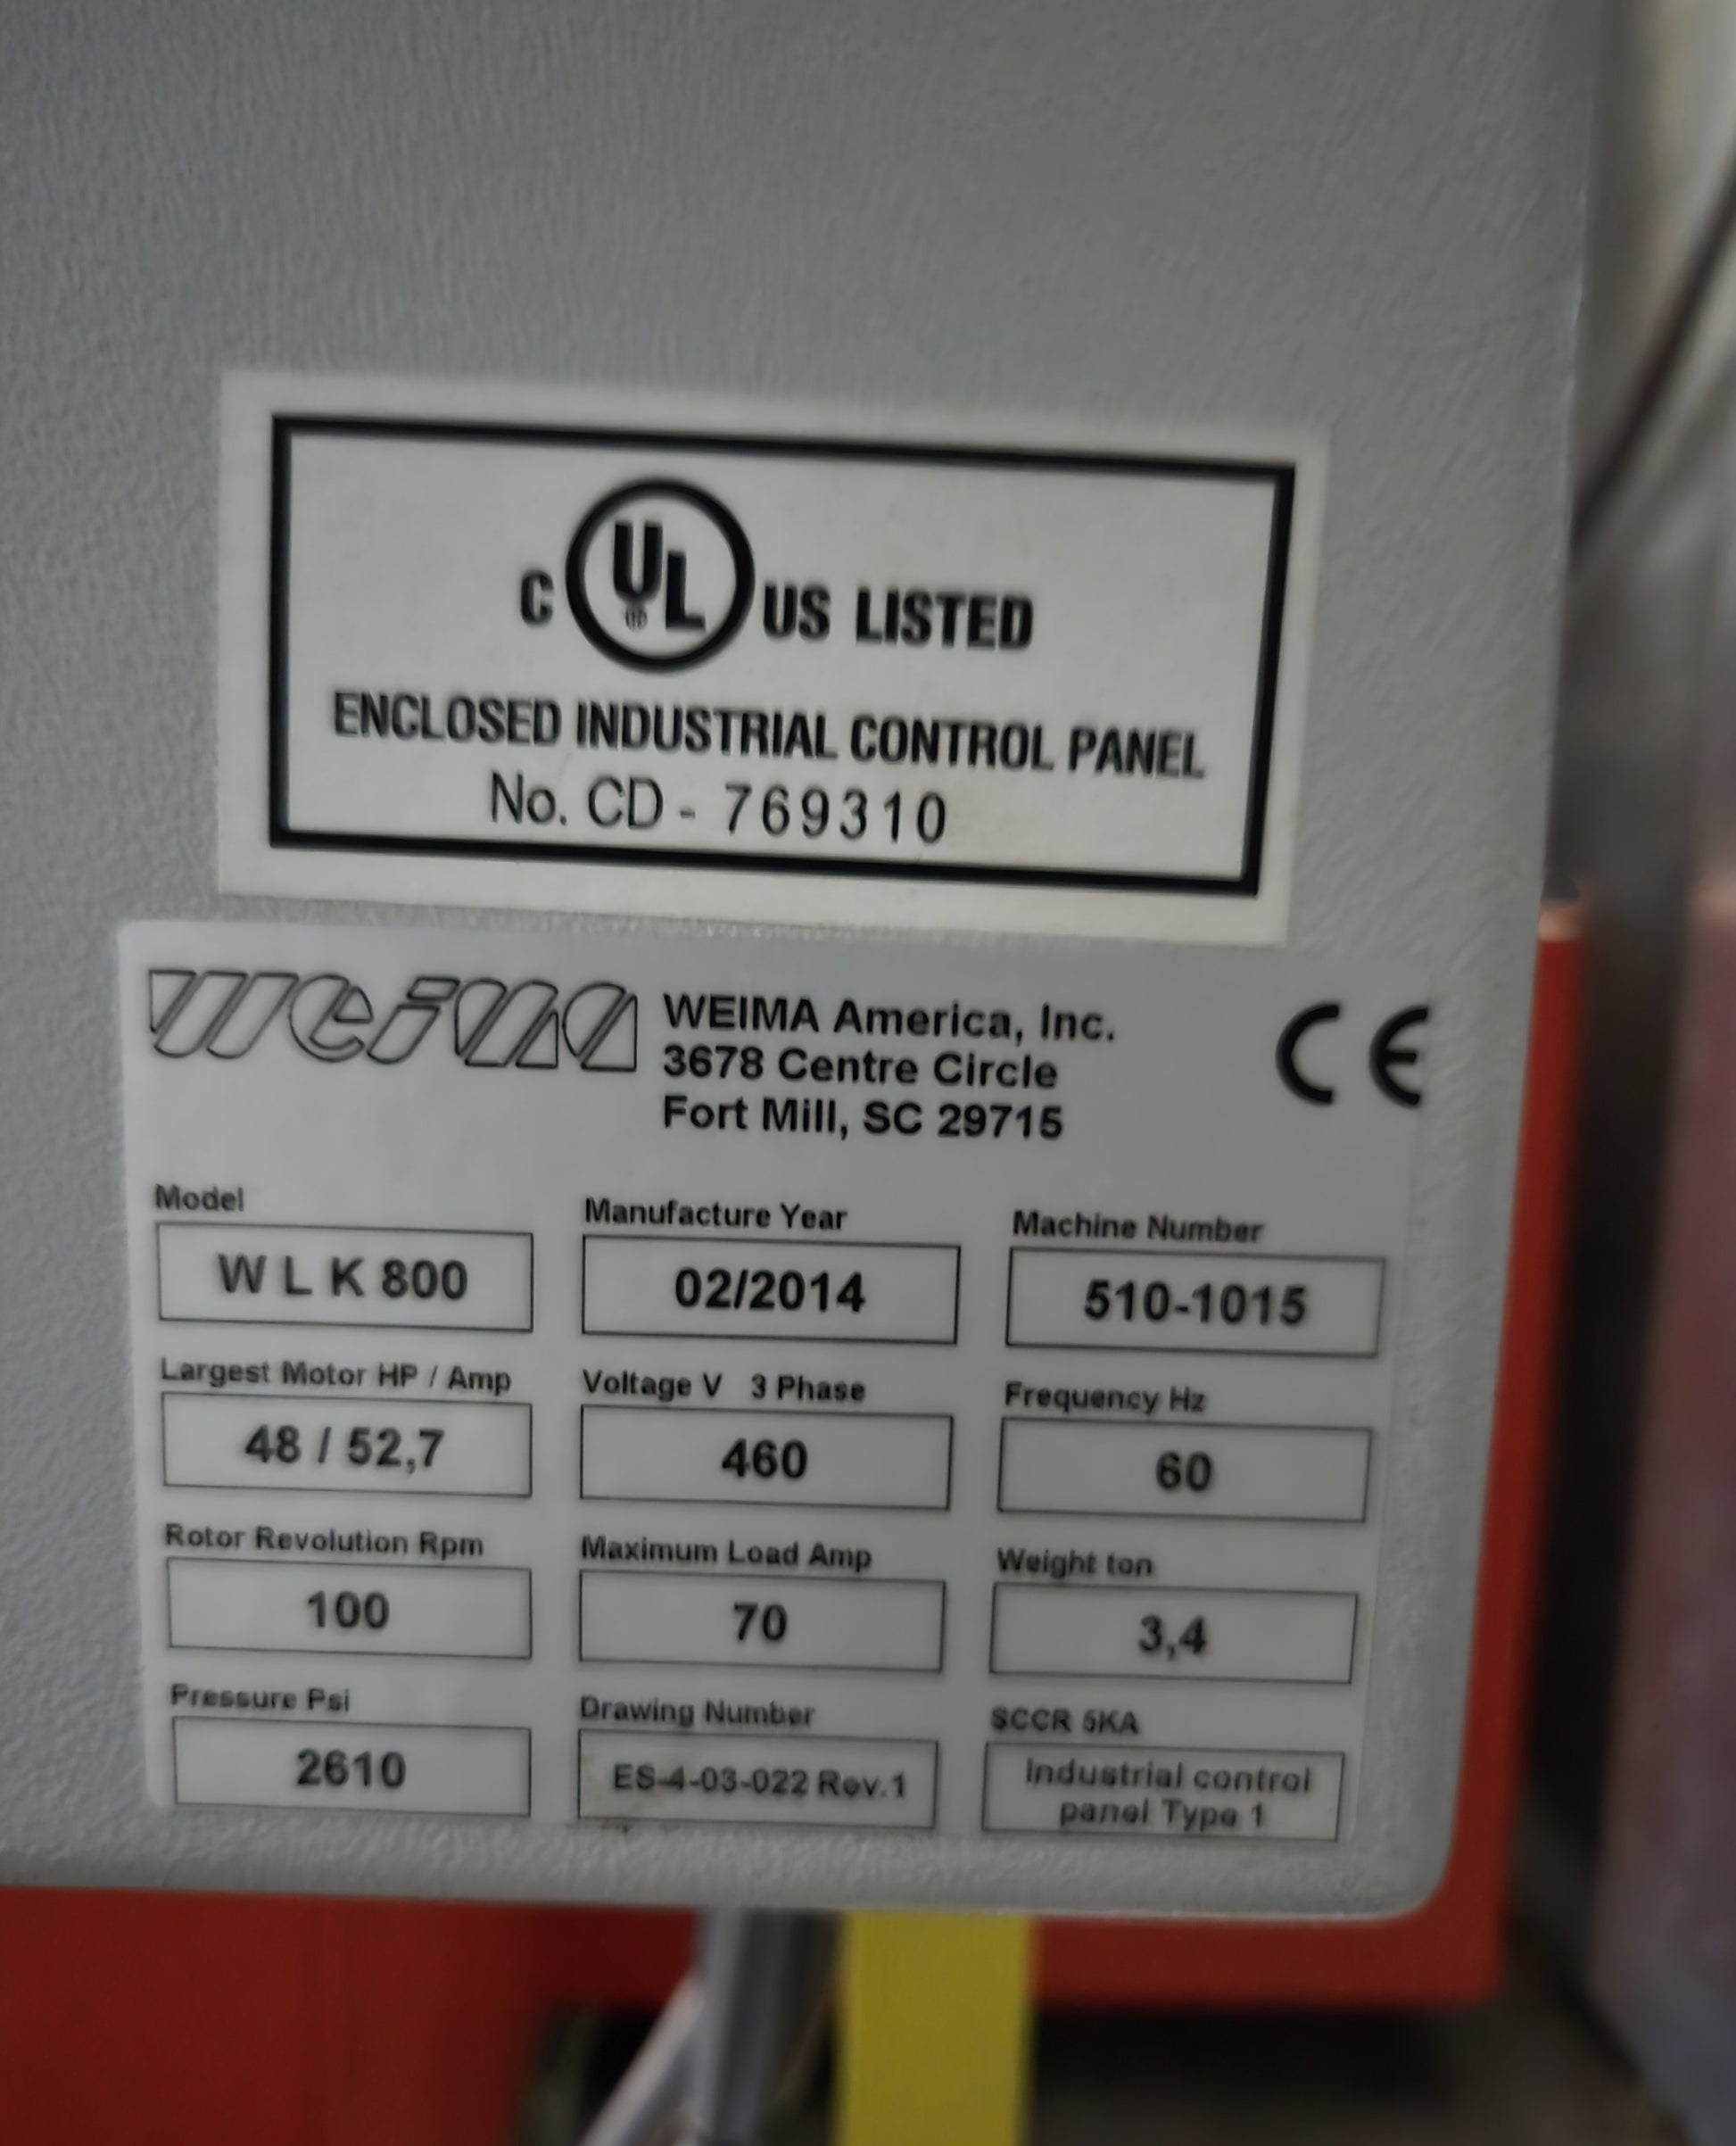 C UL US LISTED
ENCLOSED INDUSTRIAL CONTROL PANEL
No. CD - 769310
weima
WEIMA America, Inc.
3678 Centre Circle
Fort Mill, SC 29715
CE
Model
W L K 800
Manufacture Year
02/2014
Machine Number
510-1015
Largest Motor HP / Amp
48 / 52,7
Voltage V 3 Phase
460
Frequency Hz
60
Rotor Revolution Rpm
100
Maximum Load Amp
70
Weight ton
3,4
Pressure Psi
2610
Drawing Number
ES-4-03-022 Rev.1
SCCR 5KA
Industrial control
panel Type 1